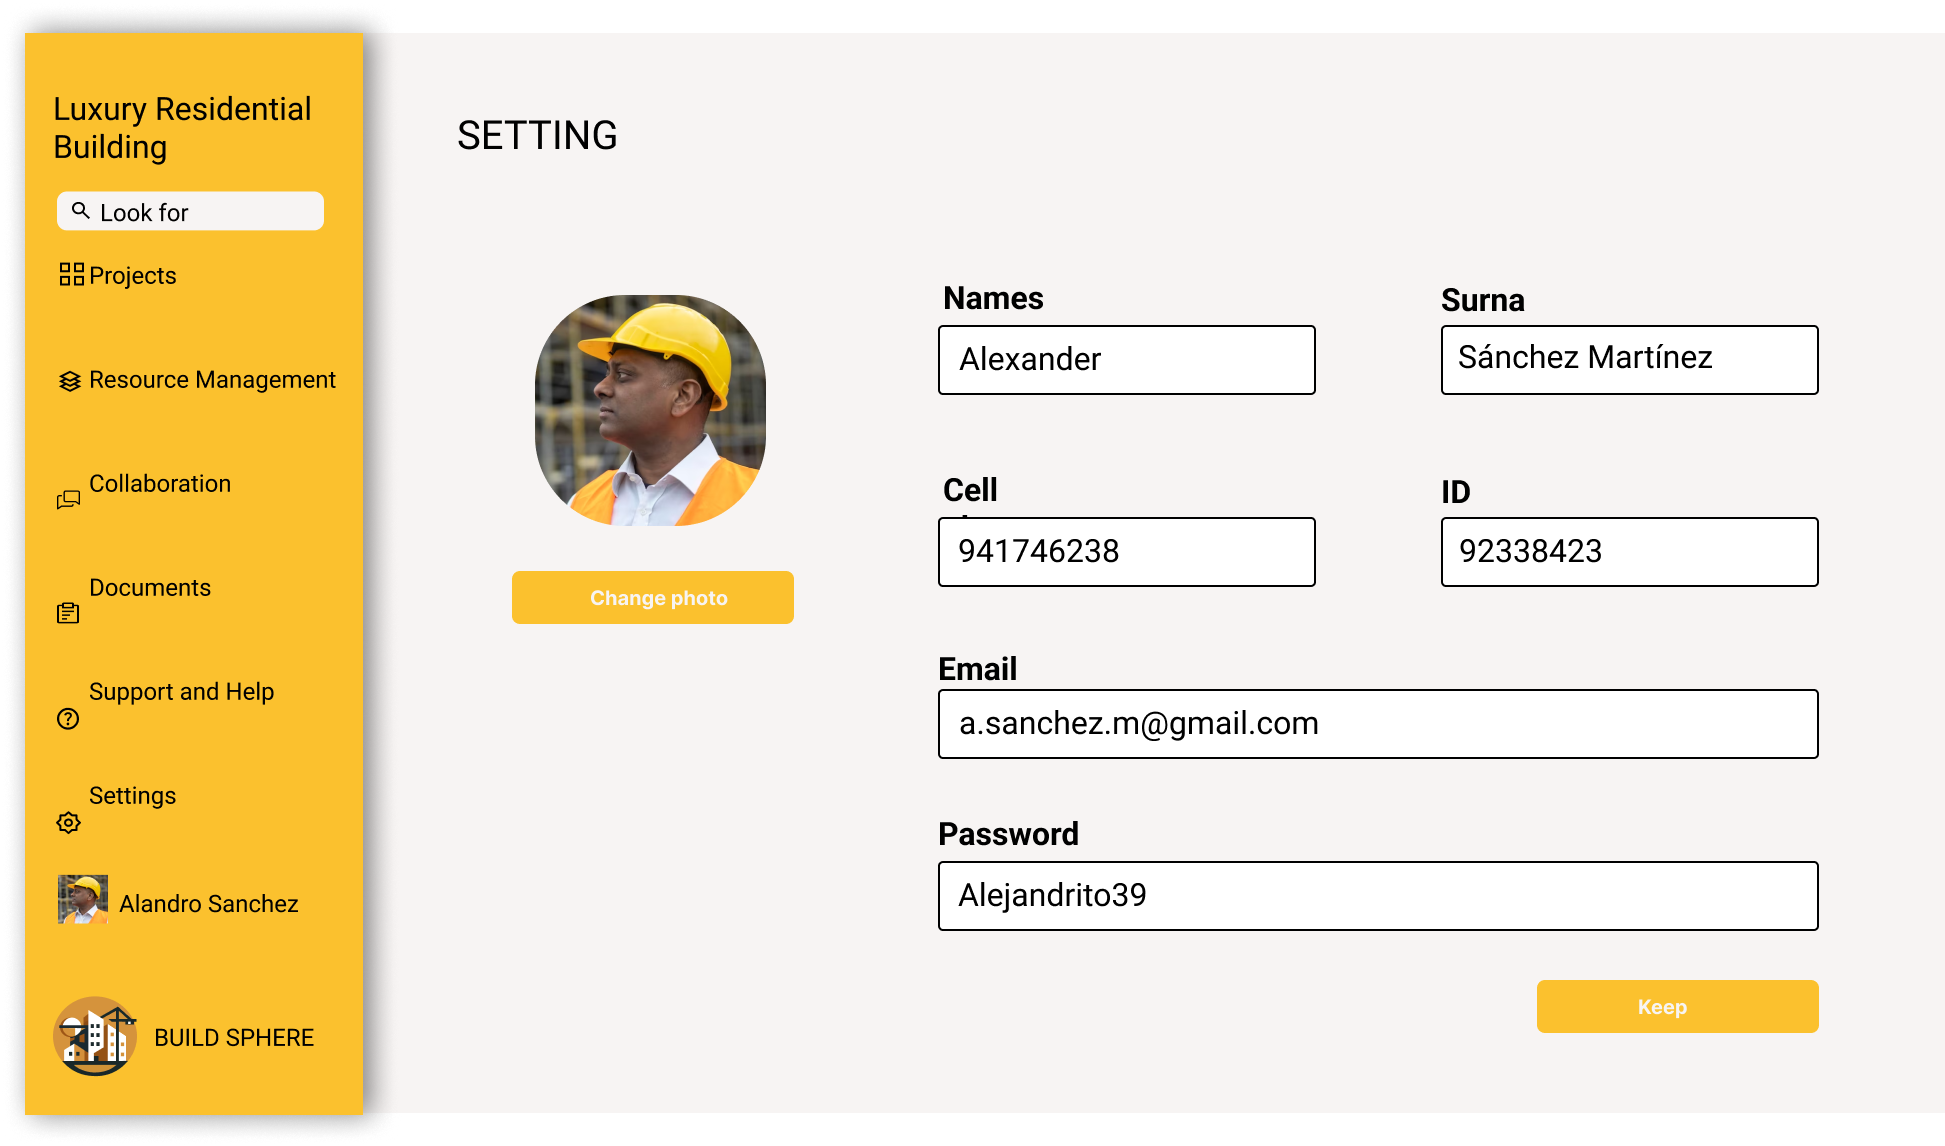 Luxury Residential
Building
Look for
Projects
Resource Management
Collaboration
Documents
Support and Help
Settings
Alandro Sanchez
BUILD SPHERE
SETTING
Change photo
Names
Surna
Alexander
Sánchez Martínez
Cell
ID
941746238
92338423
Email
a.sanchez.m@gmail.com
Password
Alejandrito39
Keep